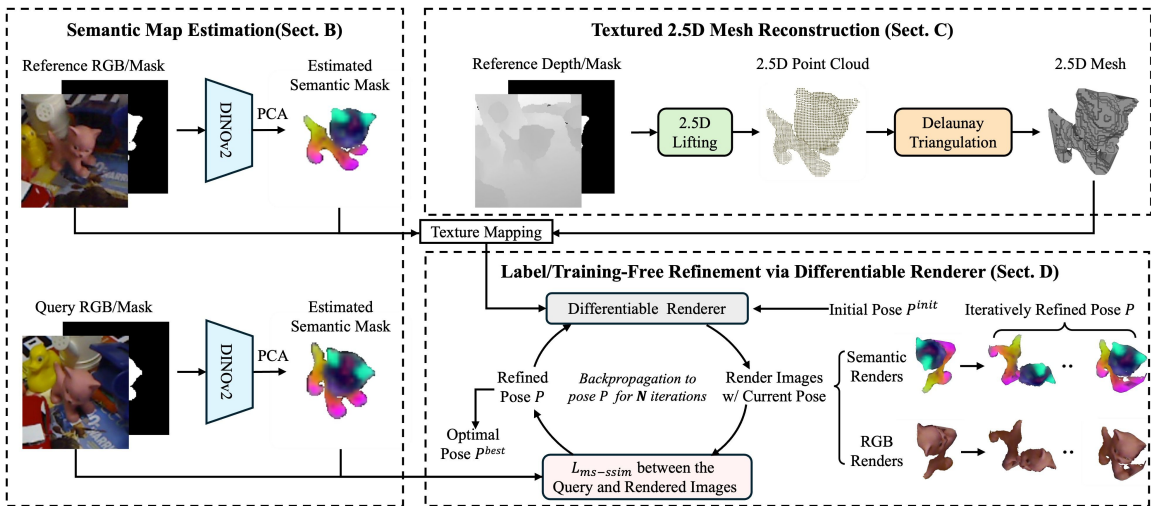 Semantic Map Estimation(Sect. B)
Reference RGB/Mask
Estimated
Semantic Mask
DINOv2
PCA
Query RGB/Mask
Estimated
Semantic Mask
DINOv2
PCA
Textured 2.5D Mesh Reconstruction (Sect. C)
Reference Depth/Mask
2.5D Point Cloud
2.5D Mesh
2.5D
Lifting
Delaunay
Triangulation
Texture Mapping
Label/Training-Free Refinement via Differentiable Renderer (Sect. D)
Differentiable Renderer
Initial Pose P^{init}
Iteratively Refined Pose P
Refined
Pose P
Backpropagation to
pose P for N iterations
Render Images
w/ Current Pose
Semantic
Renders
..
Optimal
Pose P^{best}
RGB
Renders
..
L_{ms-ssim} between the
Query and Rendered Images